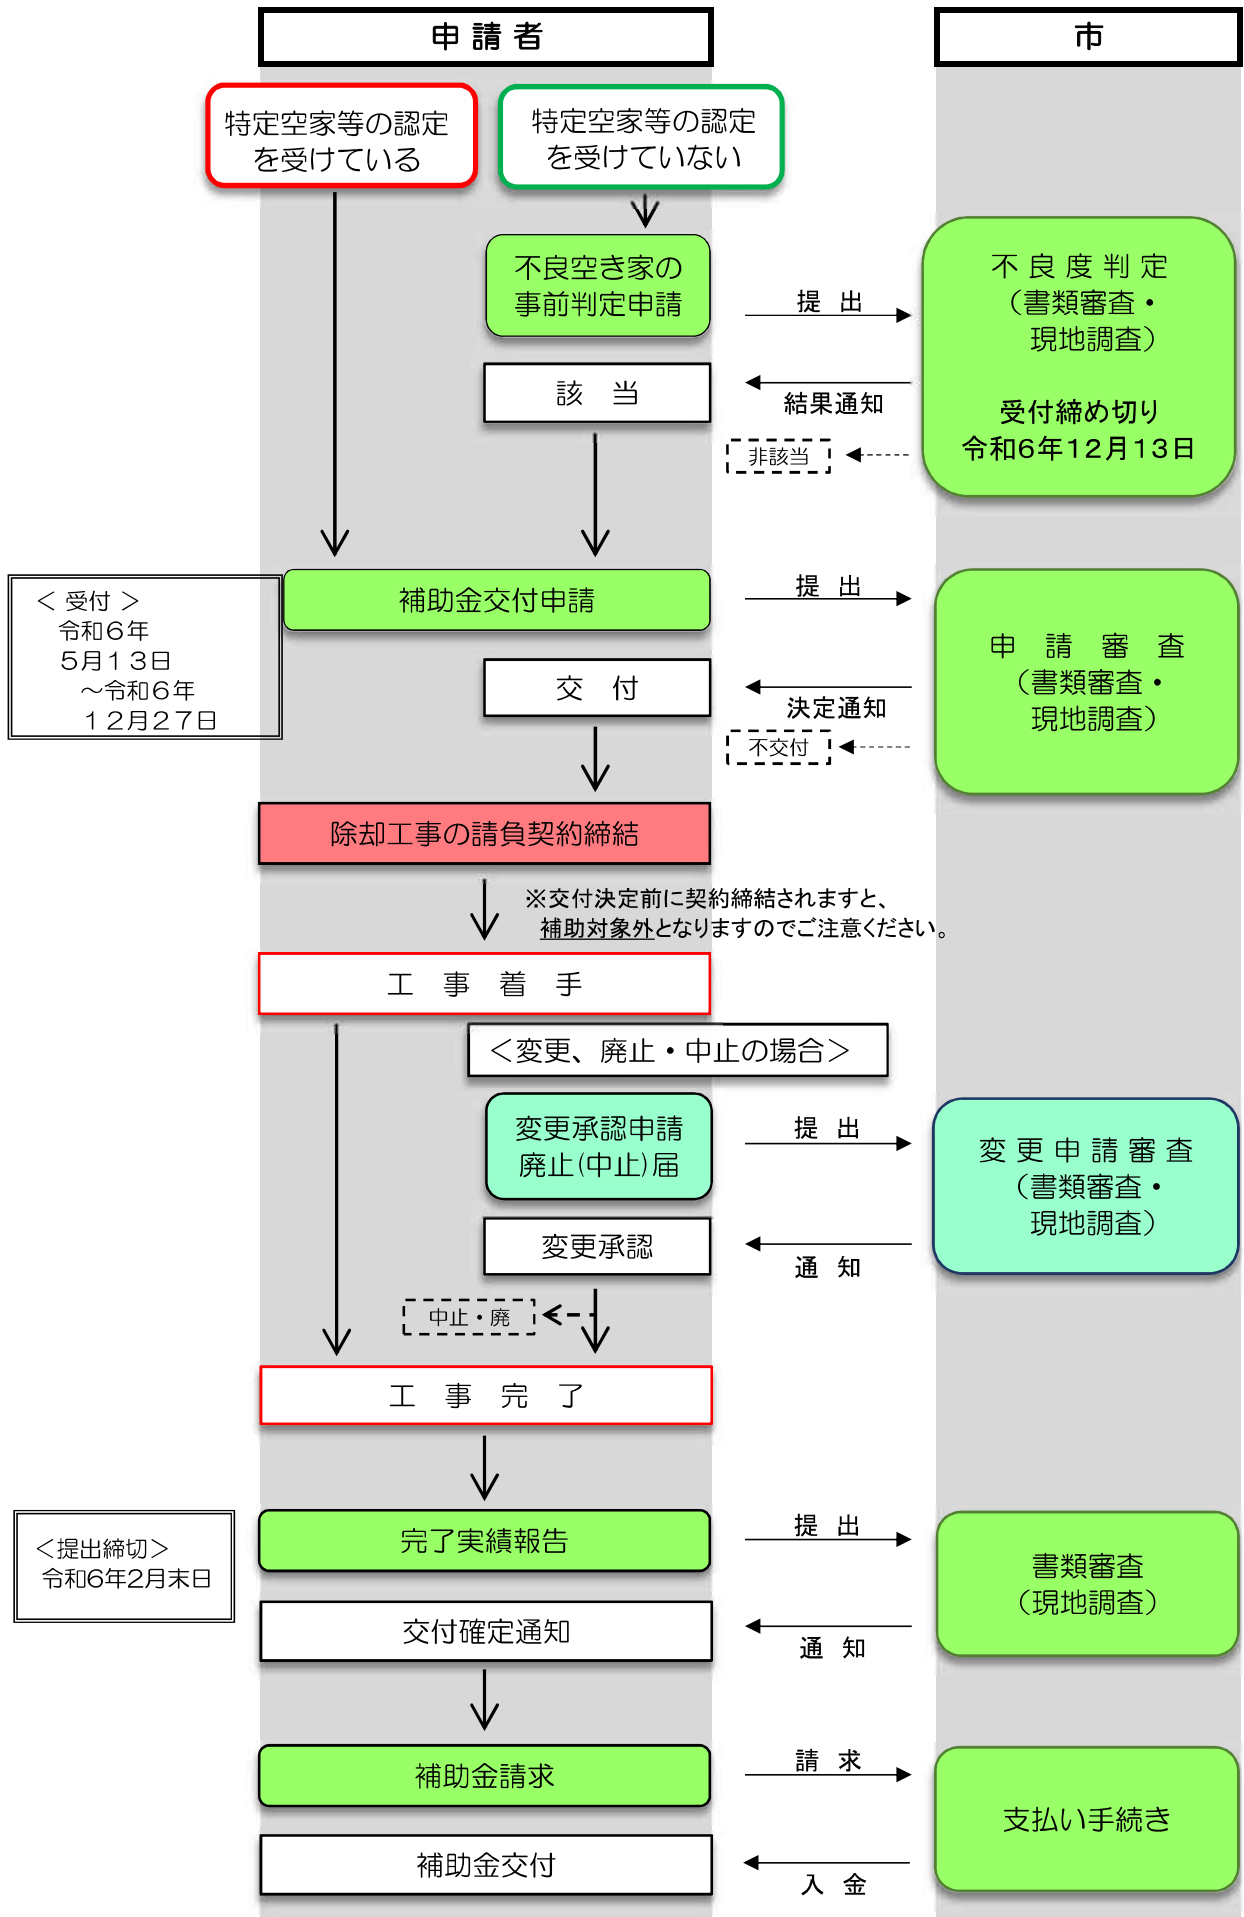 申請者
市
特定空家等の認定
を受けている
特定空家等の認定
を受けていない
不良空き家の
事前判定申請
提 出
不良度判定
（書類審査・
現地調査）
受付締め切り
令和6年12月13日
該 当
結果通知
非該当
＜ 受付 ＞
令和６年
５月１３日
～令和６年
１２月２７日
補助金交付申請
提 出
申 請 審 査
（書類審査・
現地調査）
交 付
決定通知
不交付
除却工事の請負契約締結
※交付決定前に契約締結されますと、
補助対象外となりますのでご注意ください。
工 事 着 手
＜変更、廃止・中止の場合＞
変更承認申請
廃止(中止)届
提 出
変更申請審査
（書類審査・
現地調査）
変更承認
通 知
中止・廃
工 事 完 了
＜提出締切＞
令和6年2月末日
完了実績報告
提 出
書類審査
（現地調査）
交付確定通知
通 知
補助金請求
請 求
支払い手続き
補助金交付
入 金